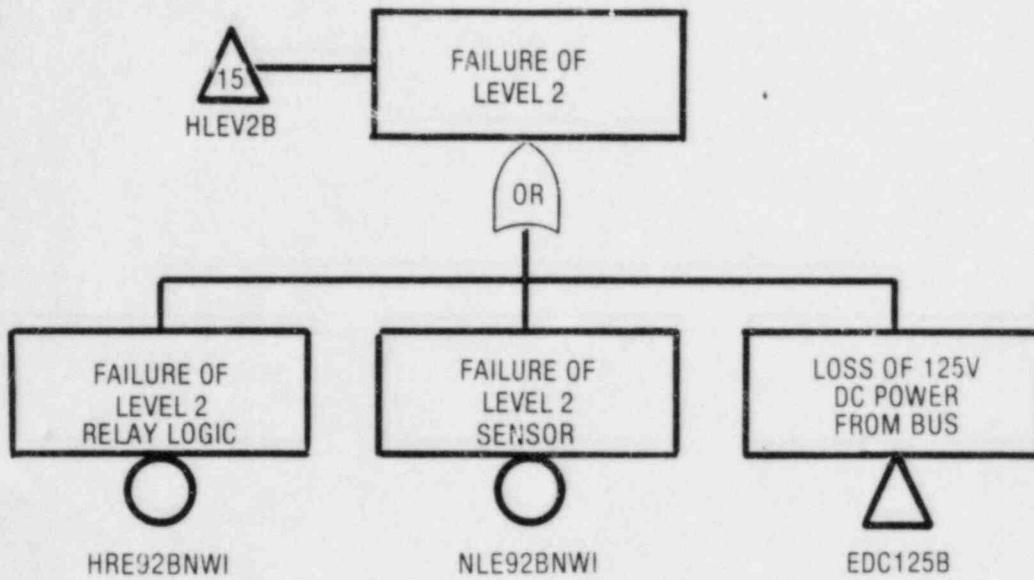 FAILURE OF
LEVEL 2
15
HLEV2B
OR
FAILURE OF
LEVEL 2
RELAY LOGIC
FAILURE OF
LEVEL 2
SENSOR
LOSS OF 125V
DC POWER
FROM BUS
HRE92BNWI
NLE92BNWI
EDC125B